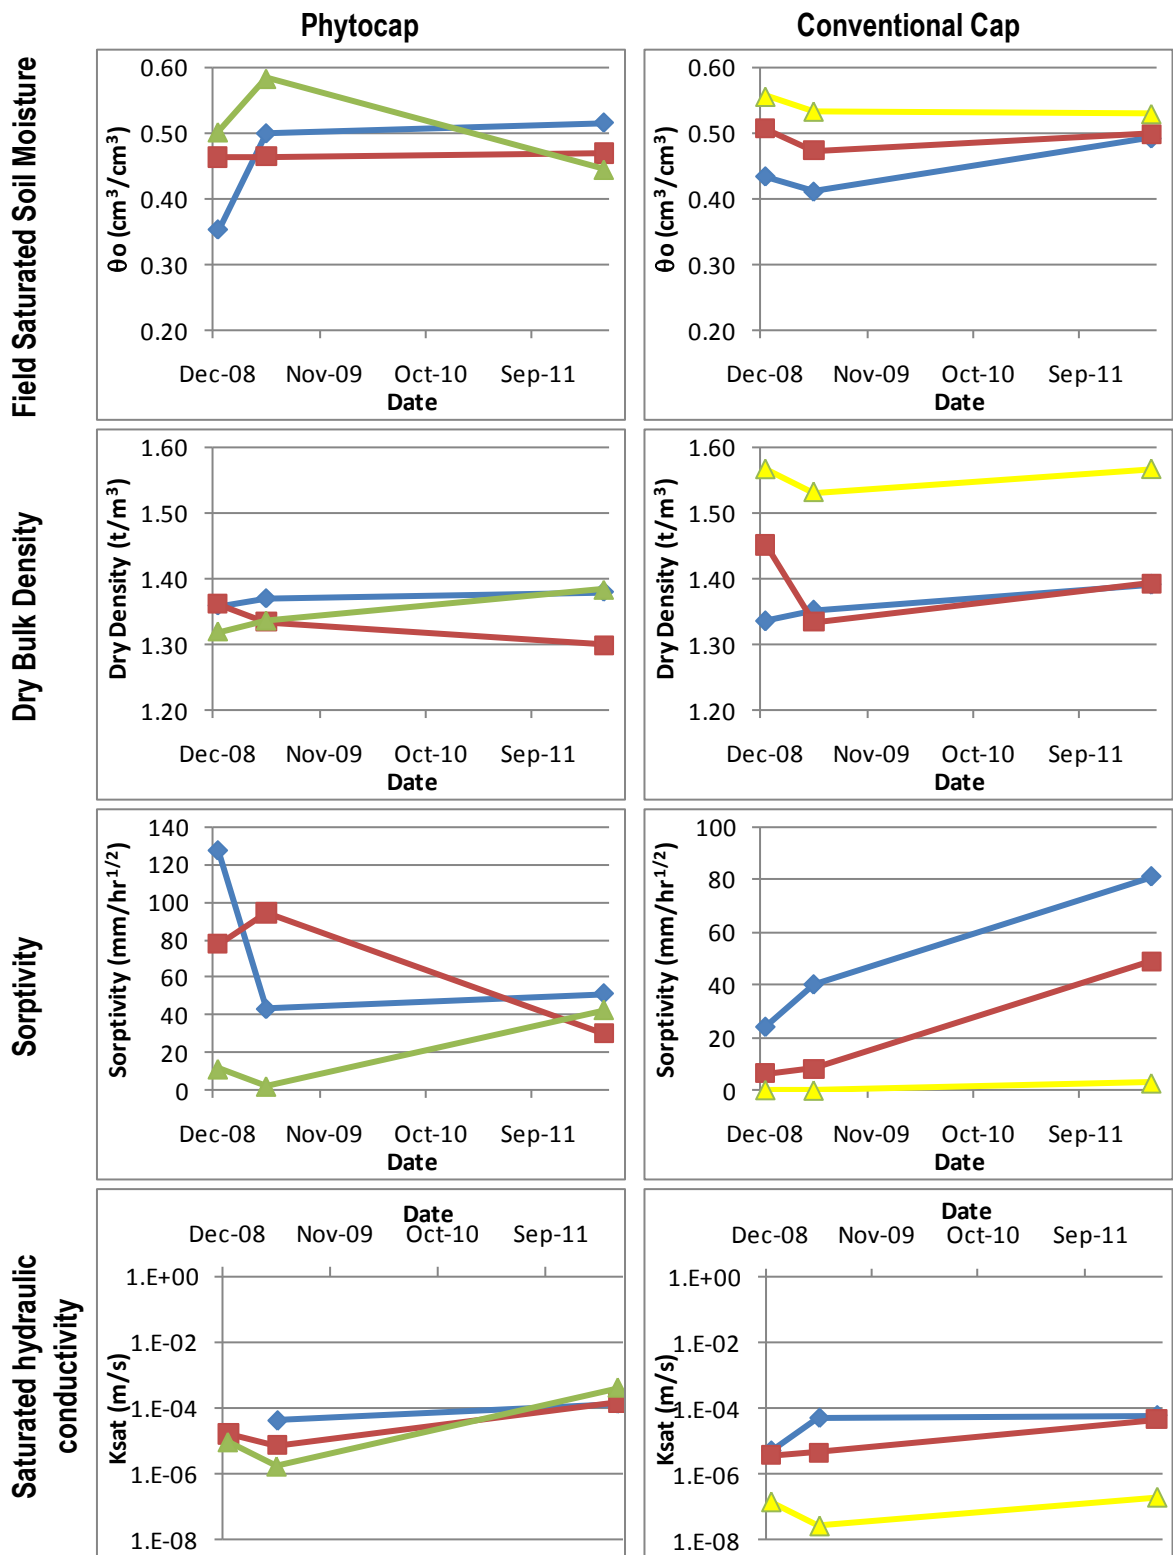 Phytocap
Conventional Cap
Field Saturated Soil Moisture
θo (cm³/cm³)
0.60
0.50
0.40
0.30
0.20
Dec-08 Nov-09 Oct-10 Sep-11
Date
θo (cm³/cm³)
0.60
0.50
0.40
0.30
0.20
Dec-08 Nov-09 Oct-10 Sep-11
Date
Dry Bulk Density
Dry Density (t/m³)
1.60
1.50
1.40
1.30
1.20
Dec-08 Nov-09 Oct-10 Sep-11
Date
Dry Density (t/m³)
1.60
1.50
1.40
1.30
1.20
Dec-08 Nov-09 Oct-10 Sep-11
Date
Sorptivity
Sorptivity (mm/hr¹/²)
140
120
100
80
60
40
20
0
Dec-08 Nov-09 Oct-10 Sep-11
Date
Sorptivity (mm/hr¹/²)
100
80
60
40
20
0
Dec-08 Nov-09 Oct-10 Sep-11
Date
Saturated hydraulic
conductivity
Date
Dec-08 Nov-09 Oct-10 Sep-11
Ksat (m/s)
1.E+00
1.E-02
1.E-04
1.E-06
1.E-08
Date
Dec-08 Nov-09 Oct-10 Sep-11
Ksat (m/s)
1.E+00
1.E-02
1.E-04
1.E-06
1.E-08